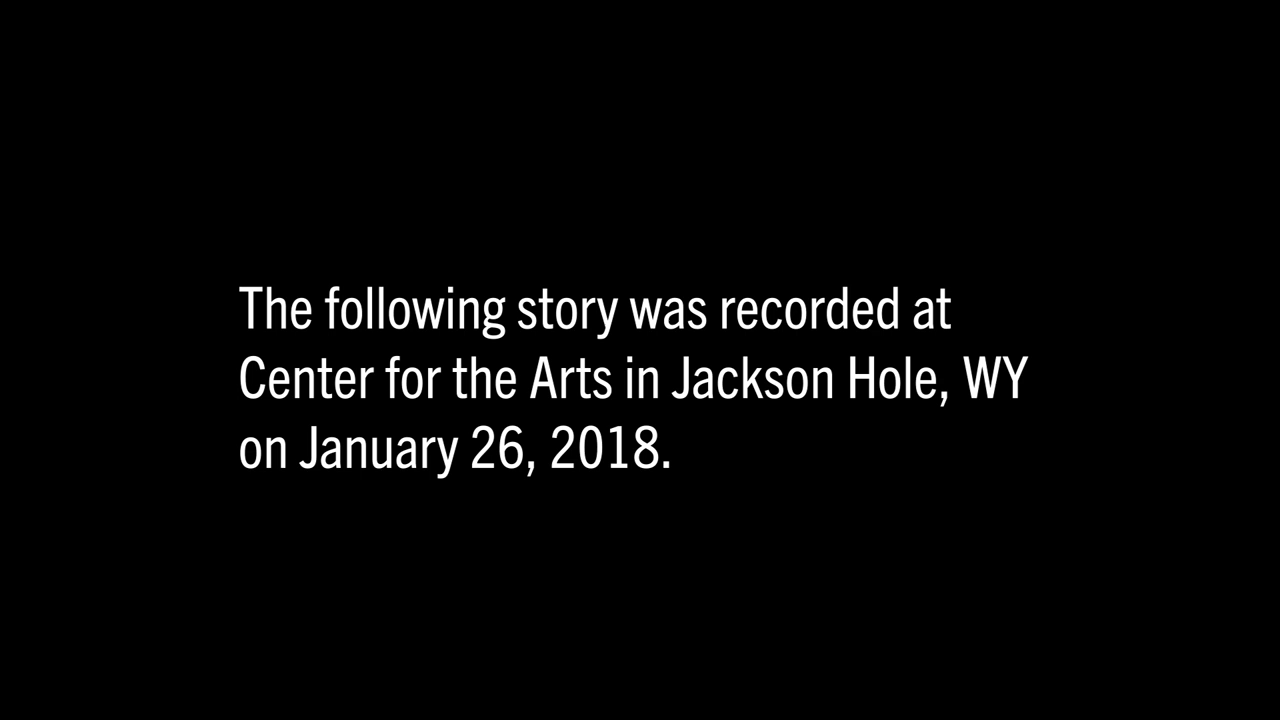 The following story was recorded at
Center for the Arts in Jackson Hole, WY
on January 26, 2018.